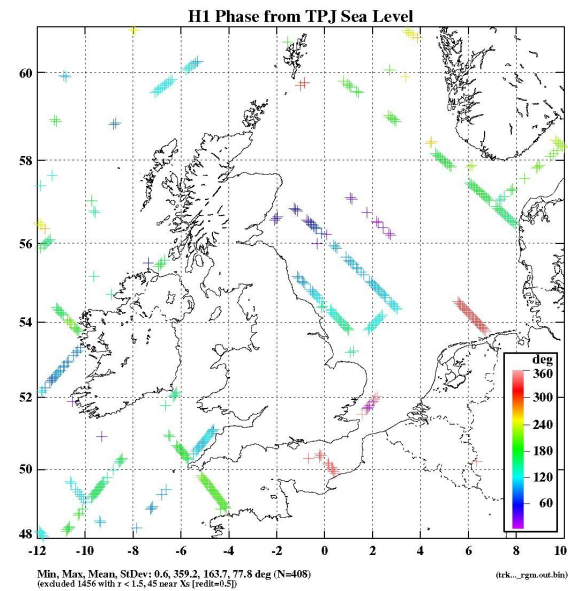 H1 Phase from TPJ Sea Level
60
58
56
54
52
50
48
-12 -10 -8 -6 -4 -2 0 2 4 6 8 10
deg
360
300
240
180
120
60
Min, Max, Mean, StDev: 0.6, 359.2, 163.7, 77.8 deg (N=408)
(excluded 1456 with r < 1.5, 45 near Xs [redit=0.5])
(trk..._rgm.out.bin)